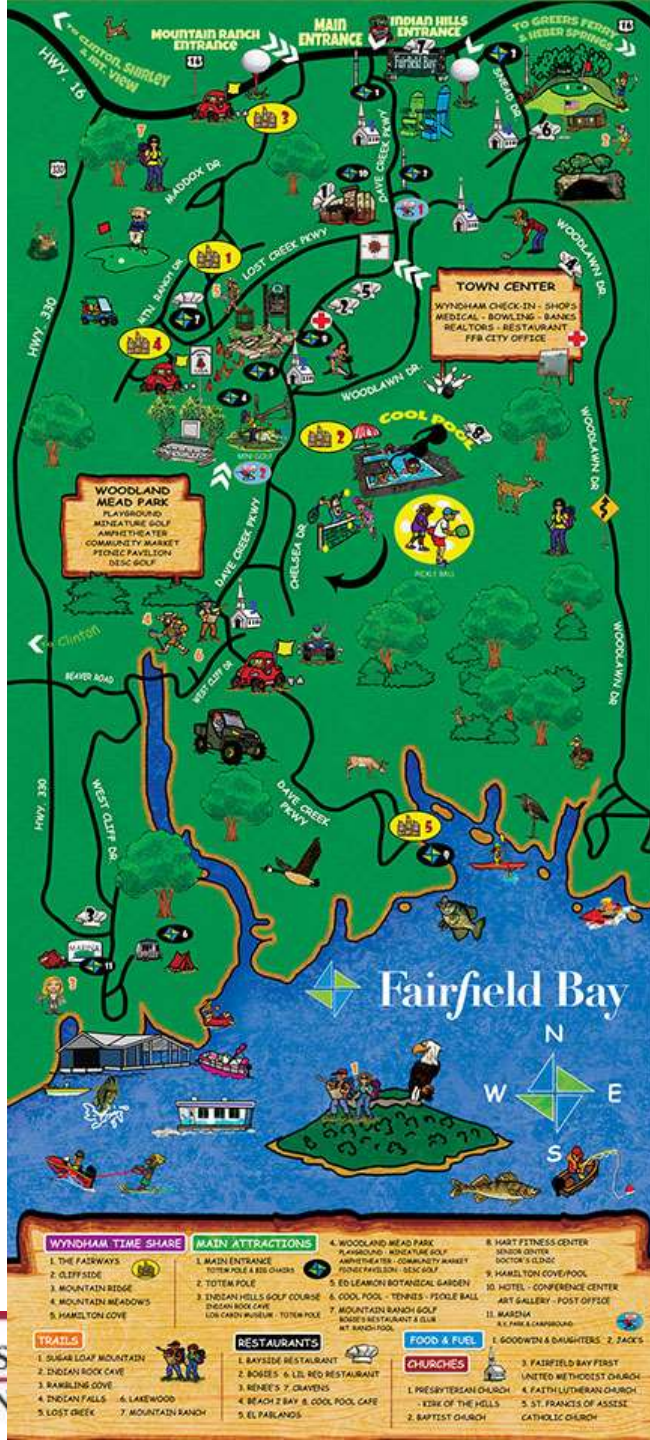 MOUNTAIN RANCH
ENTRANCE
MAIN
ENTRANCE
INDIAN HILLS
ENTRANCE
TO GREERS FERRY
& HEBER SPRINGS
16
TO CLINTON, SHIRLEY
& MT. VIEW
HWY. 16
16
Fairfield Bay
SNEAD DR.
330
MADDOX DR
DAVE CREEK PKWY
WOODLAWN DR.
LOST CREEK PKWY
MTN. RANCH DR.
HWY. 330
TOWN CENTER
WYNDHAM CHECK-IN - SHOPS
MEDICAL - BOWLING - BANKS
REALTORS - RESTAURANT
FFB CITY OFFICE
WOODLAWN DR.
COOL POOL
MINI GOLF
WOODLAWN DR
WOODLAND
MEAD PARK
PLAYGROUND
MINIATURE GOLF
AMPHITHEATER
COMMUNITY MARKET
PICNIC PAVILION
DISC GOLF
DAVE CREEK PKWY
CHELSEA DR.
PICKLE BALL
TO Clinton
BEAVER ROAD
WEST CLIFF DR
WOODLAWN DR
HWY. 330
WEST CLIFF DR.
DAVE CREEK
PKWY
MARINA
Fairfield Bay
N
W E
S
WYNDHAM TIME SHARE
1. THE FAIRWAYS
2. CLIFFSIDE
3. MOUNTAIN RIDGE
4. MOUNTAIN MEADOWS
5. HAMILTON COVE
MAIN ATTRACTIONS
1. MAIN ENTRANCE
TOTEM POLE & BIG CHAIRS
2. TOTEM POLE
3. INDIAN HILLS GOLF COURSE
INDIAN ROCK CAVE
LOG CABIN MUSEUM - TOTEM POLE
4. WOODLAND MEAD PARK
PLAYGROUND - MINIATURE GOLF
AMPHITHEATER - COMMUNITY MARKET
PICNIC PAVILION - DISC GOLF
5. ED LEAMON BOTANICAL GARDEN
6. COOL POOL - TENNIS - PICKLE BALL
7. MOUNTAIN RANCH GOLF
BOGIE'S RESTAURANT & CLUB
MT. RANCH POOL
8. HART FITNESS CENTER
SENIOR CENTER
DOCTOR'S CLINIC
9. HAMILTON COVE/POOL
10. HOTEL - CONFERENCE CENTER
ART GALLERY - POST OFFICE
11. MARINA
R.V. PARK & CAMPGROUND
TRAILS
1. SUGAR LOAF MOUNTAIN
2. INDIAN ROCK CAVE
3. RAMBLING COVE
4. INDIAN FALLS 6. LAKEWOOD
5. LOST CREEK 7. MOUNTAIN RANCH
RESTAURANTS
1. BAYSIDE RESTAURANT
2. BOGIES 6. LIL RED RESTAURANT
3. RENEE'S 7. CRAVENS
4. BEACH 2 BAY 8. COOL POOL CAFE
5. EL PABLANOS
FOOD & FUEL
1. GOODWIN & DAUGHTERS 2. JACK'S
CHURCHES
1. PRESBYTERIAN CHURCH
- KIRK OF THE HILLS
2. BAPTIST CHURCH
3. FAIRFIELD BAY FIRST
UNITED METHODIST CHURCH
4. FAITH LUTHERAN CHURCH
5. ST. FRANCIS OF ASSISI
CATHOLIC CHURCH